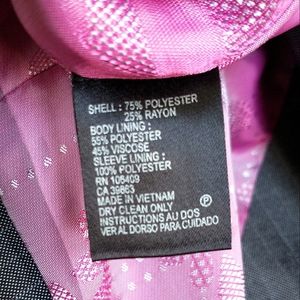 SHELL : 75% POLYESTER
25% RAYON
BODY LINING :
55% POLYESTER
45% VISCOSE
SLEEVE LINING :
100% POLYESTER
RN 105409
CA 39863
MADE IN VIETNAM
DRY CLEAN ONLY
INSTRUCTIONS AU DOS
VER AL DORSO PARA CUIDADO
P